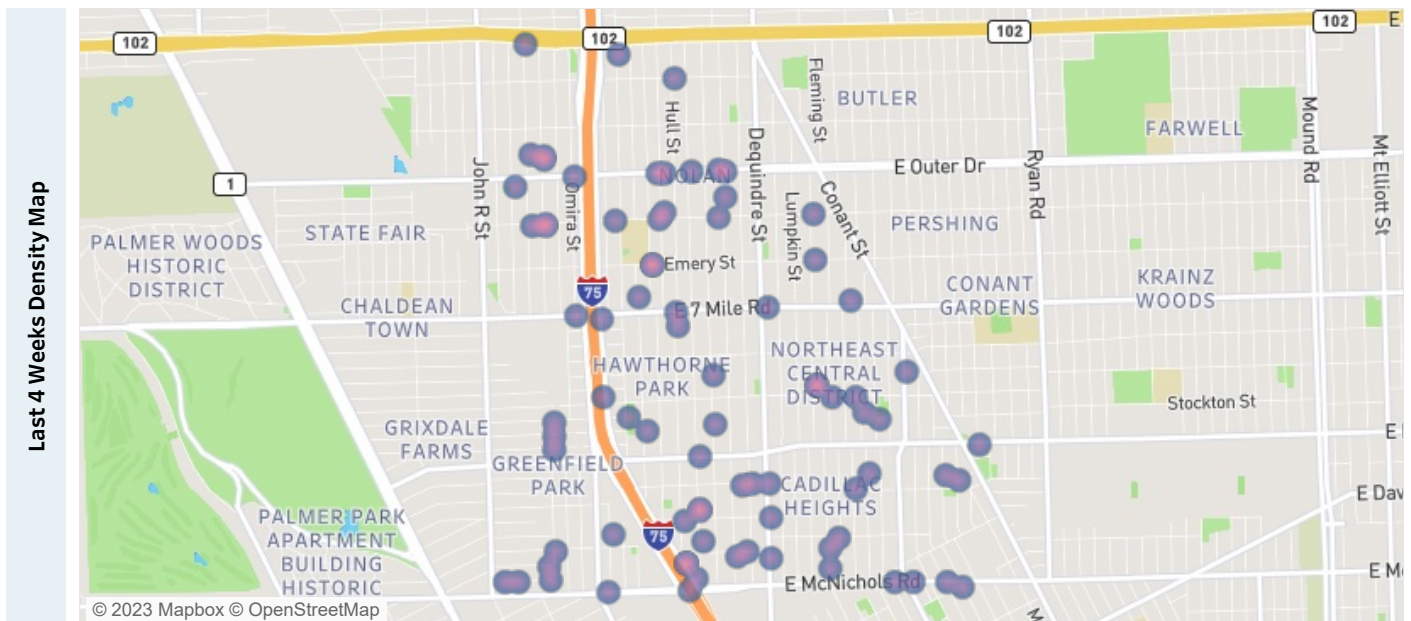 Last 4 Weeks Density Map
102
102
102
102
E
Fleming St
BUTLER
Hull St
FARWELL
Mound Rd
Dequindre St
Mt Elliott St
John R St
Ryan Rd
E Outer Dr
1
NOLAN
Omira St
Lumpkin St
Conant St
PERSHING
STATE FAIR
PALMER WOODS
HISTORIC
DISTRICT
Emery St
75
CONANT
GARDENS
KRAINZ
WOODS
CHALDEAN
TOWN
E 7 Mile Rd
HAWTHORNE
PARK
NORTHEAST
CENTRAL
DISTRICT
Stockton St
GRIXDALE
FARMS
GREENFIELD
PARK
CADILLAC
HEIGHTS
E Dav
PALMER PARK
APARTMENT
BUILDING
HISTORIC
75
E McNichols Rd
© 2023 Mapbox © OpenStreetMap